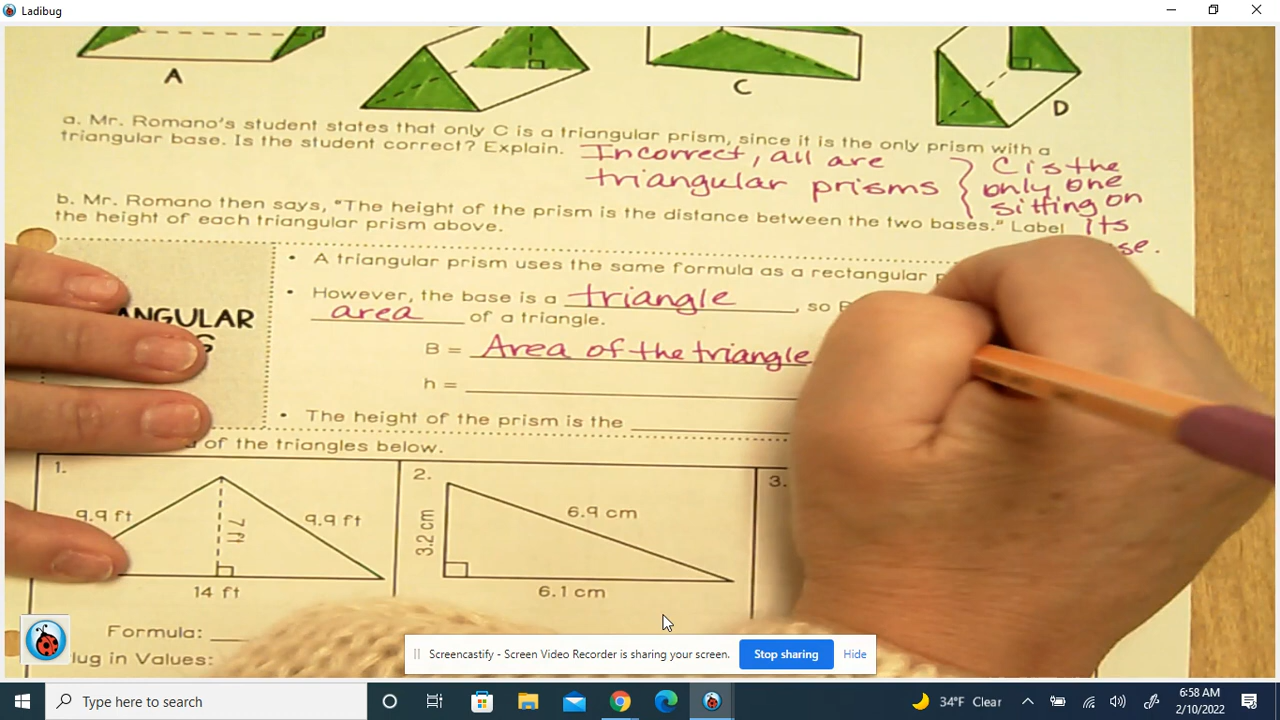 Ladibug
A
C
D
a. Mr. Romano's student states that only C is a triangular prism, since it is the only prism with a
triangular base. Is the student correct? Explain. Incorrect, all are
triangular prisms
C is the
only one
sitting on
its
se.
b. Mr. Romano then says, "The height of the prism is the distance between the two bases." Label
the height of each triangular prism above.
ANGULAR
• A triangular prism uses the same formula as a rectangular p
• However, the base is a triangle, so B
area of a triangle.
B = Area of the triangle
h =
• The height of the prism is the
of the triangles below.
1.
9.9 ft
7 ft
9.9 ft
14 ft
2.
3.2 cm
6.9 cm
6.1 cm
3.
Formula:
lug in Values:
Screencastify - Screen Video Recorder is sharing your screen.
Stop sharing
Hide
Type here to search
34°F Clear
6:58 AM
2/10/2022